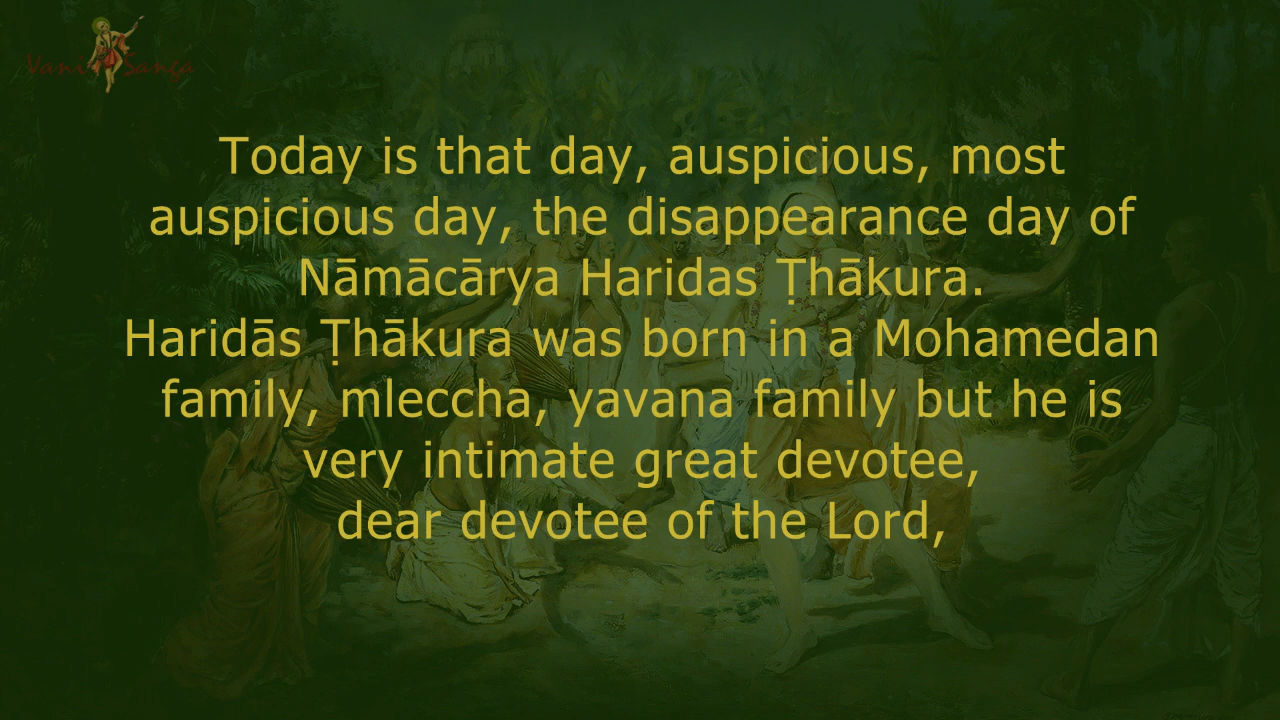 Vani Sanga
Today is that day, auspicious, most
auspicious day, the disappearance day of
Nāmācārya Haridas Ṭhākura.
Haridās Ṭhākura was born in a Mohamedan
family, mleccha, yavana family but he is
very intimate great devotee,
dear devotee of the Lord,